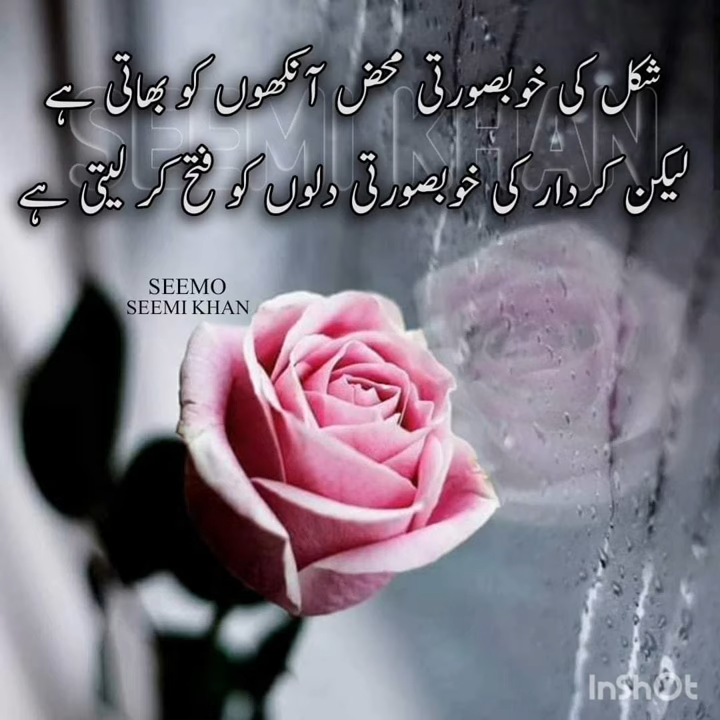 شکل کی خوبصورتی محض آنکھوں کو بھاتی ہے
SEEMI KHAN
لیکن کردار کی خوبصورتی دلوں کو فتح کر لیتی ہے
SEEMO
SEEMI KHAN
InShot